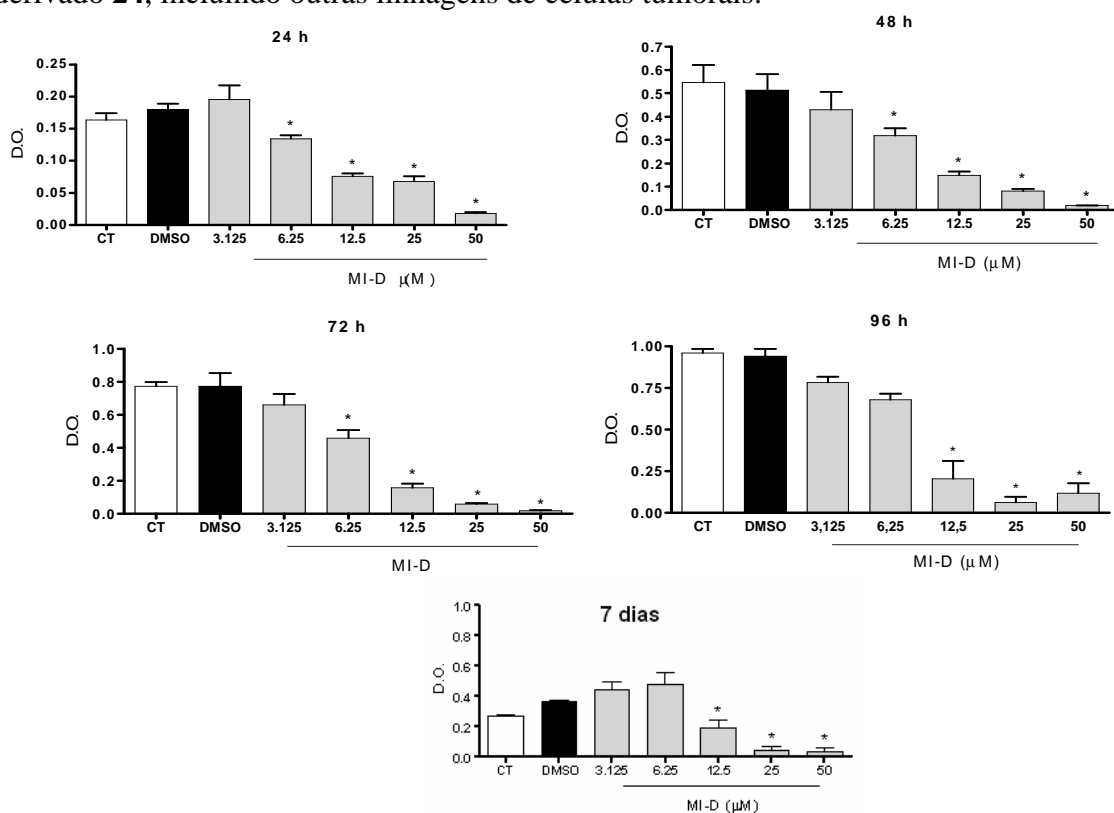 derivado 24, incluindo outras linhagens de células tumorais.
24 h
0.25
0.20
0.15
0.10
0.05
0.00
D.O.
* * * *
CT DMSO 3.125 6.25 12.5 25 50
MI-D μ(M)
48 h
0.7
0.6
0.5
0.4
0.3
0.2
0.1
0.0
D.O.
* * * *
CT DMSO 3.125 6.25 12.5 25 50
MI-D (μM)
72 h
1.0
0.8
0.6
0.4
0.2
0.0
D.O.
* * * *
CT DMSO 3.125 6.25 12.5 25 50
MI-D
96 h
1.00
0.75
0.50
0.25
0.00
D.O.
* * *
CT DMSO 3,125 6,25 12,5 25 50
MI-D (μM)
7 dias
1.0
0.8
0.6
0.4
0.2
0.0
D.O.
* * *
CT DMSO 3.125 6.25 12.5 25 50
MI-D (μM)